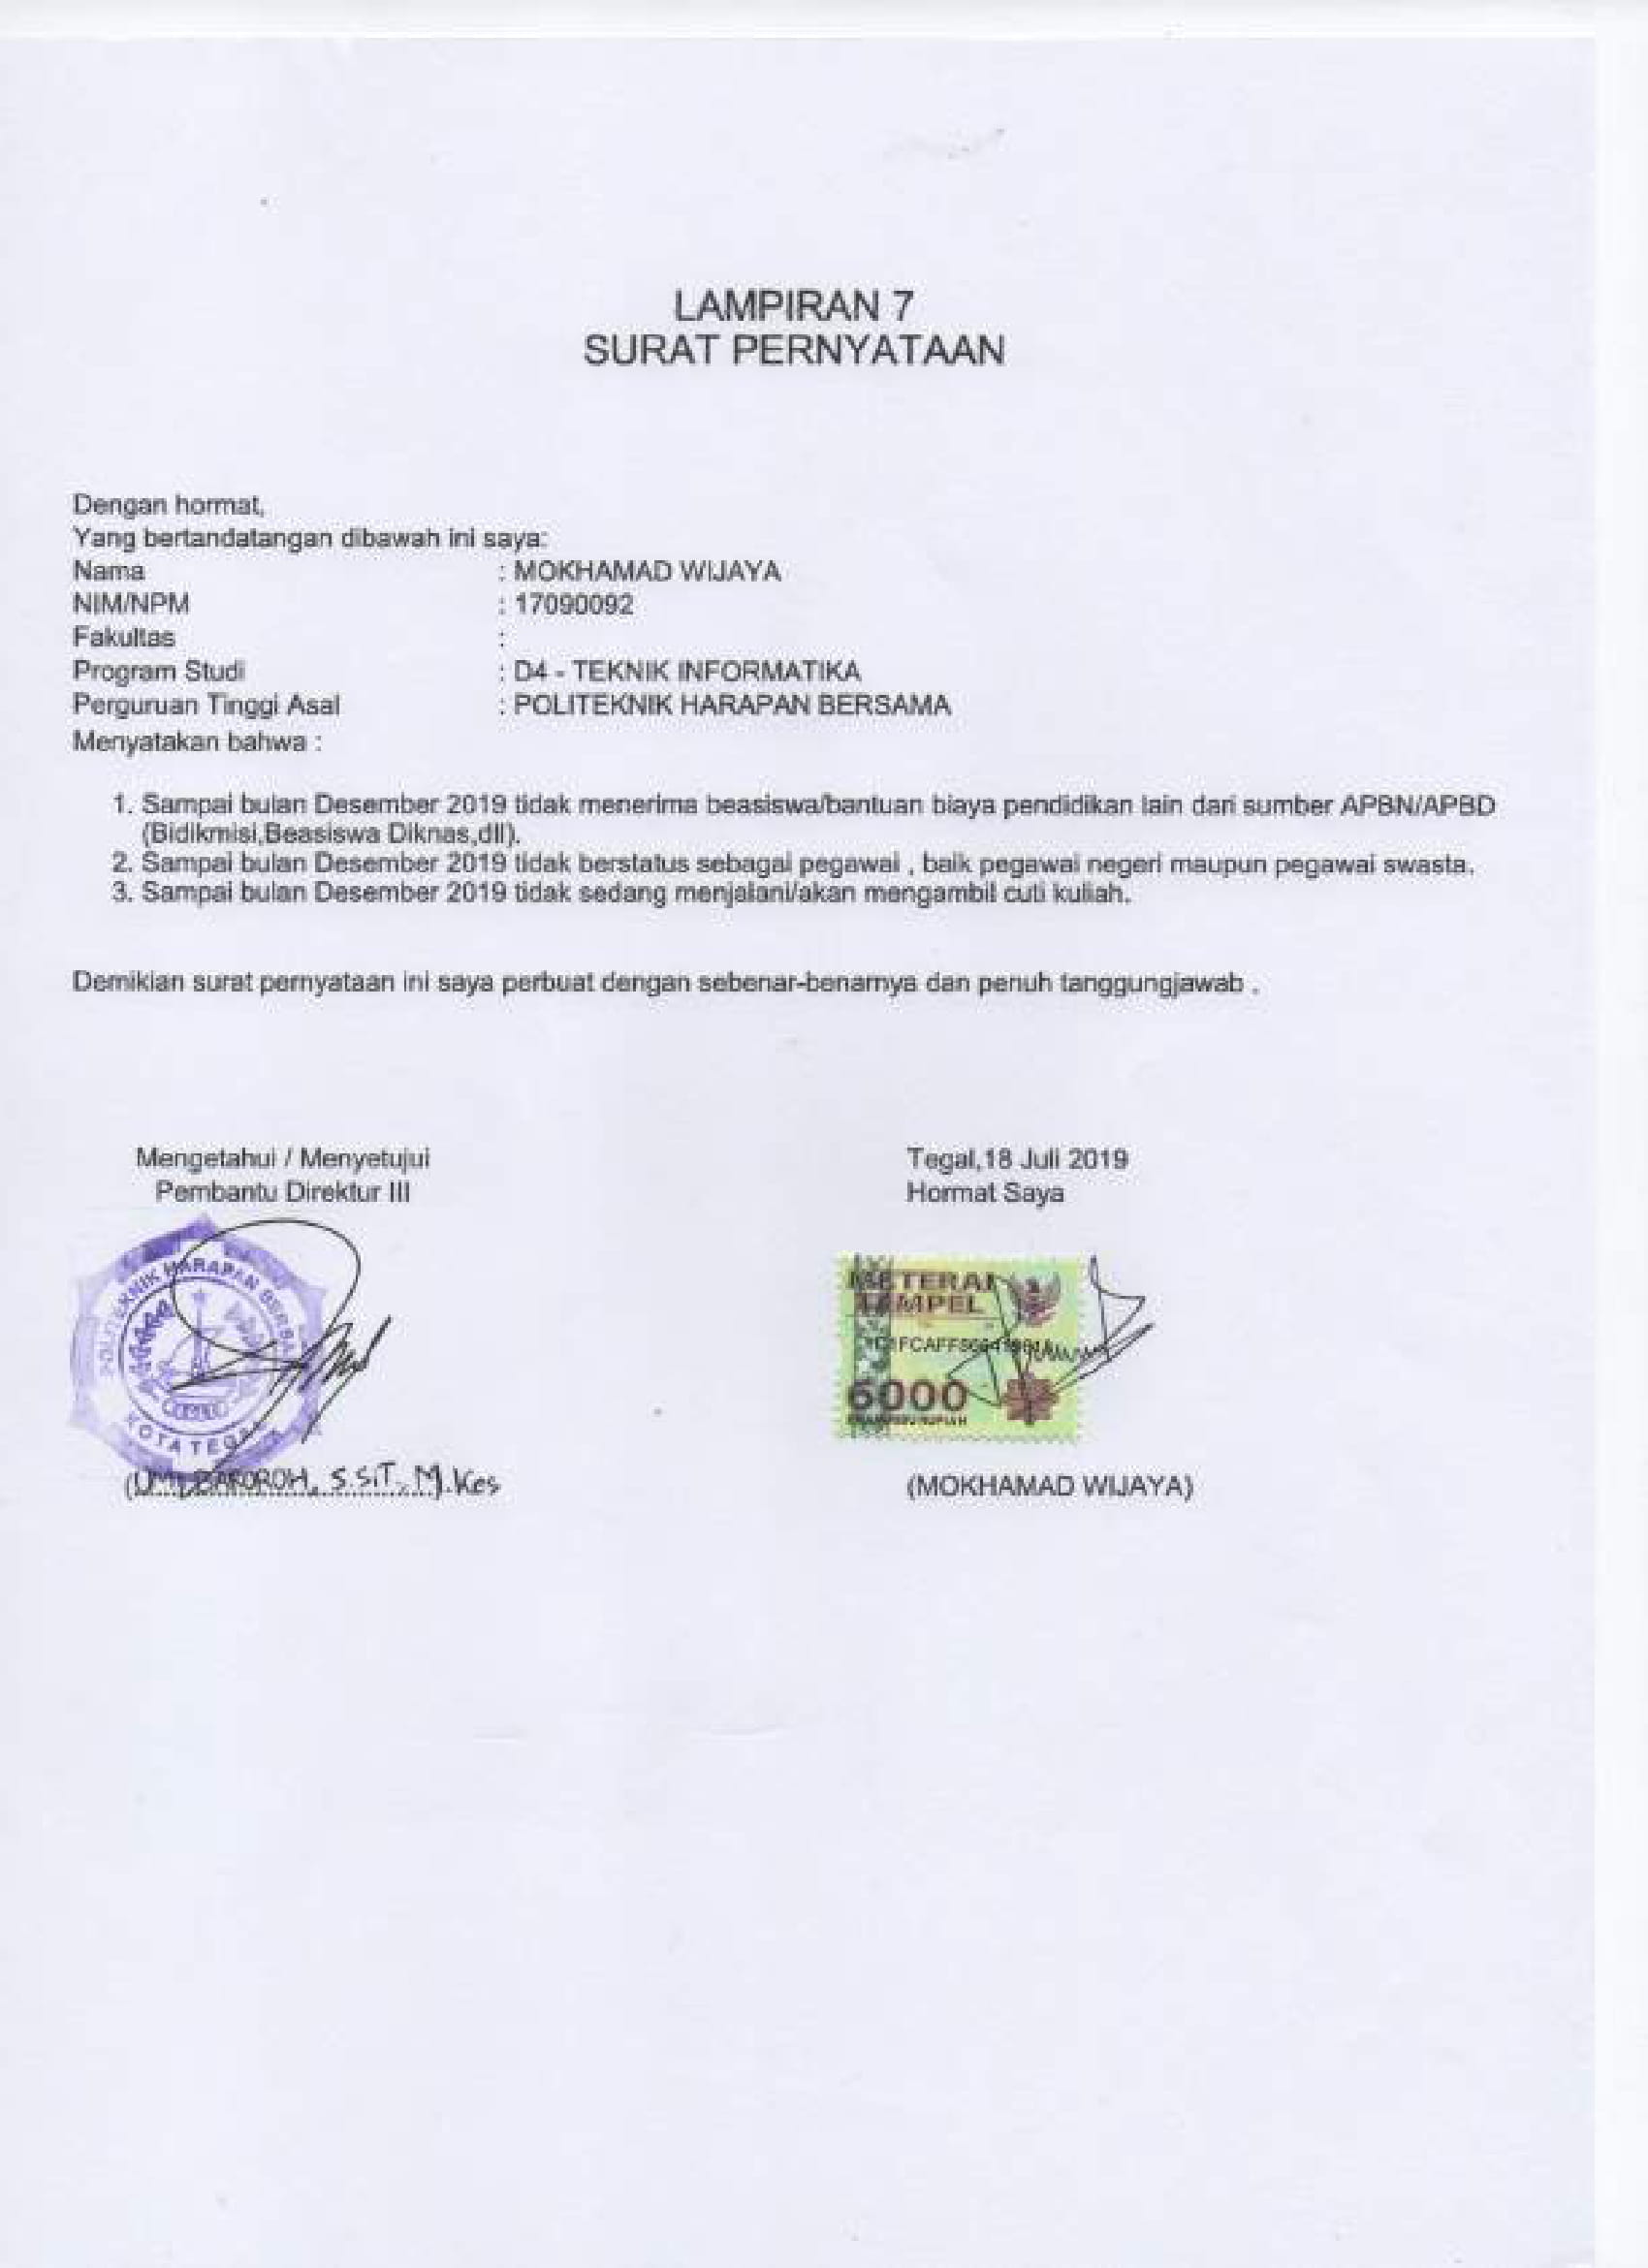 LAMPIRAN 7
SURAT PERNYATAAN
Dengan hormat,
Yang bertandatangan dibawah ini saya:
Nama : MOKHAMAD WIJAYA
NIM/NPM : 17090092
Fakultas :
Program Studi : D4 - TEKNIK INFORMATIKA
Perguruan Tinggi Asal : POLITEKNIK HARAPAN BERSAMA
Menyatakan bahwa :
1. Sampai bulan Desember 2019 tidak menerima beasiswa/bantuan biaya pendidikan lain dari sumber APBN/APBD
(Bidikmisi,Beasiswa Diknas,dll).
2. Sampai bulan Desember 2019 tidak berstatus sebagai pegawai , baik pegawai negeri maupun pegawai swasta.
3. Sampai bulan Desember 2019 tidak sedang menjalani/akan mengambil cuti kuliah.
Demikian surat pernyataan ini saya perbuat dengan sebenar-benarnya dan penuh tanggungjawab .
Mengetahui / Menyetujui
Pembantu Direktur III
POLITEKNIK HARAPAN BERSAMA
KOTA TEGAL
(UMI BAROROH, S.SiT., M.Kes
Tegal,18 Juli 2019
Hormat Saya
METERAI
TEMPEL
6000
ENAM RIBU RUPIAH
(MOKHAMAD WIJAYA)